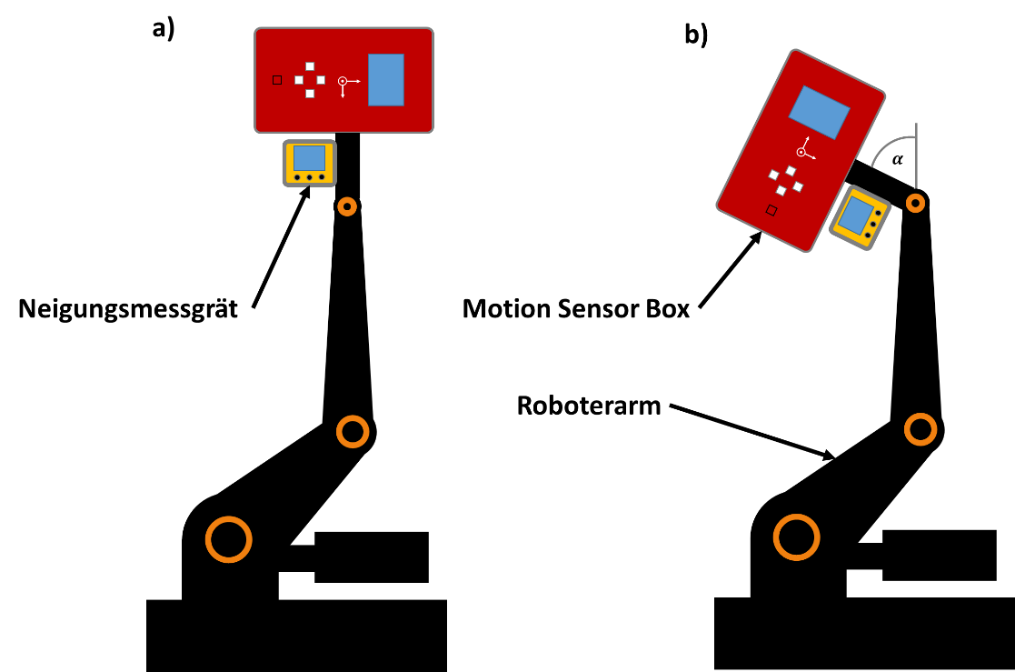 a)
b)
α
Neigungsmessgrät
Motion Sensor Box
Roboterarm